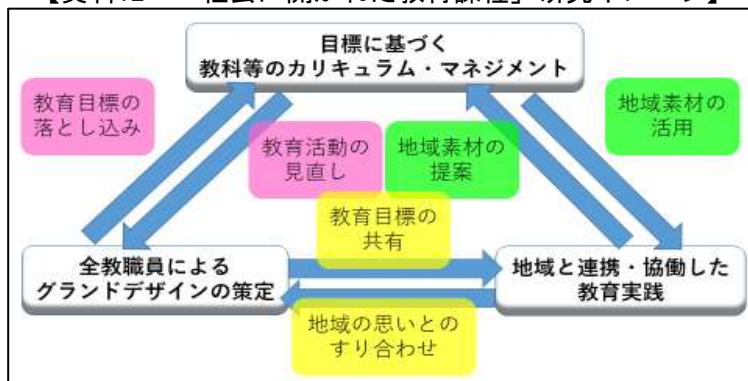 目標に基づく
教科等のカリキュラム・マネジメント
教育目標の
落とし込み
教育活動の
見直し
地域素材の
提案
地域素材の
活用
教育目標の
共有
全教職員による
グランドデザインの策定
地域と連携・協働した
教育実践
地域の思いとの
すり合わせ